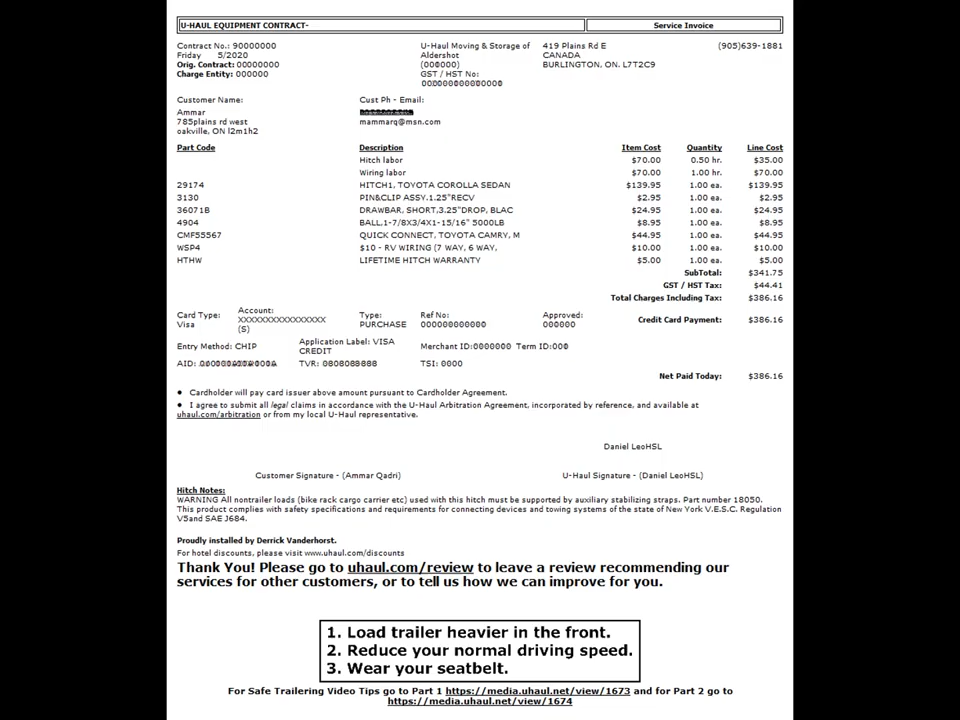 U-HAUL EQUIPMENT CONTRACT- Service Invoice
Contract No.: 90000000 U-Haul Moving & Storage of 419 Plains Rd E (905)639-1881
Friday 5/2020 Aldershot CANADA
Orig. Contract: 00000000 (000000) BURLINGTON, ON. L7T2C9
Charge Entity: 000000 GST / HST No:
00000000000000
Customer Name: Cust Ph - Email:
Ammar
785plains rd west mammarq@msn.com
oakville, ON l2m1h2
Part Code Description Item Cost Quantity Line Cost
Hitch labor $70.00 0.50 hr. $35.00
Wiring labor $70.00 1.00 hr. $70.00
29174 HITCH1, TOYOTA COROLLA SEDAN $139.95 1.00 ea. $139.95
3130 PIN&CLIP ASSY.1.25"RECV $2.95 1.00 ea. $2.95
36071B DRAWBAR, SHORT,3.25"DROP, BLAC $24.95 1.00 ea. $24.95
4904 BALL,1-7/8X3/4X1-15/16" 5000LB $8.95 1.00 ea. $8.95
CMF55567 QUICK CONNECT, TOYOTA CAMRY, M $44.95 1.00 ea. $44.95
WSP4 $10 - RV WIRING (7 WAY, 6 WAY, $10.00 1.00 ea. $10.00
HTHW LIFETIME HITCH WARRANTY $5.00 1.00 ea. $5.00
SubTotal: $341.75
GST / HST Tax: $44.41
Total Charges Including Tax: $386.16
Card Type: Account: Type: Ref No: Approved:
Visa XXXXXXXXXXXXXXXX PURCHASE 000000000000 000000 Credit Card Payment: $386.16
(S)
Entry Method: CHIP Application Label: VISA CREDIT Merchant ID:0000000 Term ID:000
AID: TVR: TSI: 0000
Net Paid Today: $386.16
● Cardholder will pay card issuer above amount pursuant to Cardholder Agreement.
● I agree to submit all legal claims in accordance with the U-Haul Arbitration Agreement, incorporated by reference, and available at
uhaul.com/arbitration or from my local U-Haul representative.
Daniel LeoHSL
Customer Signature - (Ammar Qadri) U-Haul Signature - (Daniel LeoHSL)
Hitch Notes:
WARNING All nontrailer loads (bike rack cargo carrier etc) used with this hitch must be supported by auxiliary stabilizing straps. Part number 18050.
This product complies with safety specifications and requirements for connecting devices and towing systems of the state of New York V.E.S.C. Regulation
V5and SAE J684.
Proudly installed by Derrick Vanderhorst.
For hotel discounts, please visit www.uhaul.com/discounts
Thank You! Please go to uhaul.com/review to leave a review recommending our
services for other customers, or to tell us how we can improve for you.
1. Load trailer heavier in the front.
2. Reduce your normal driving speed.
3. Wear your seatbelt.
For Safe Trailering Video Tips go to Part 1 https://media.uhaul.net/view/1673 and for Part 2 go to
https://media.uhaul.net/view/1674